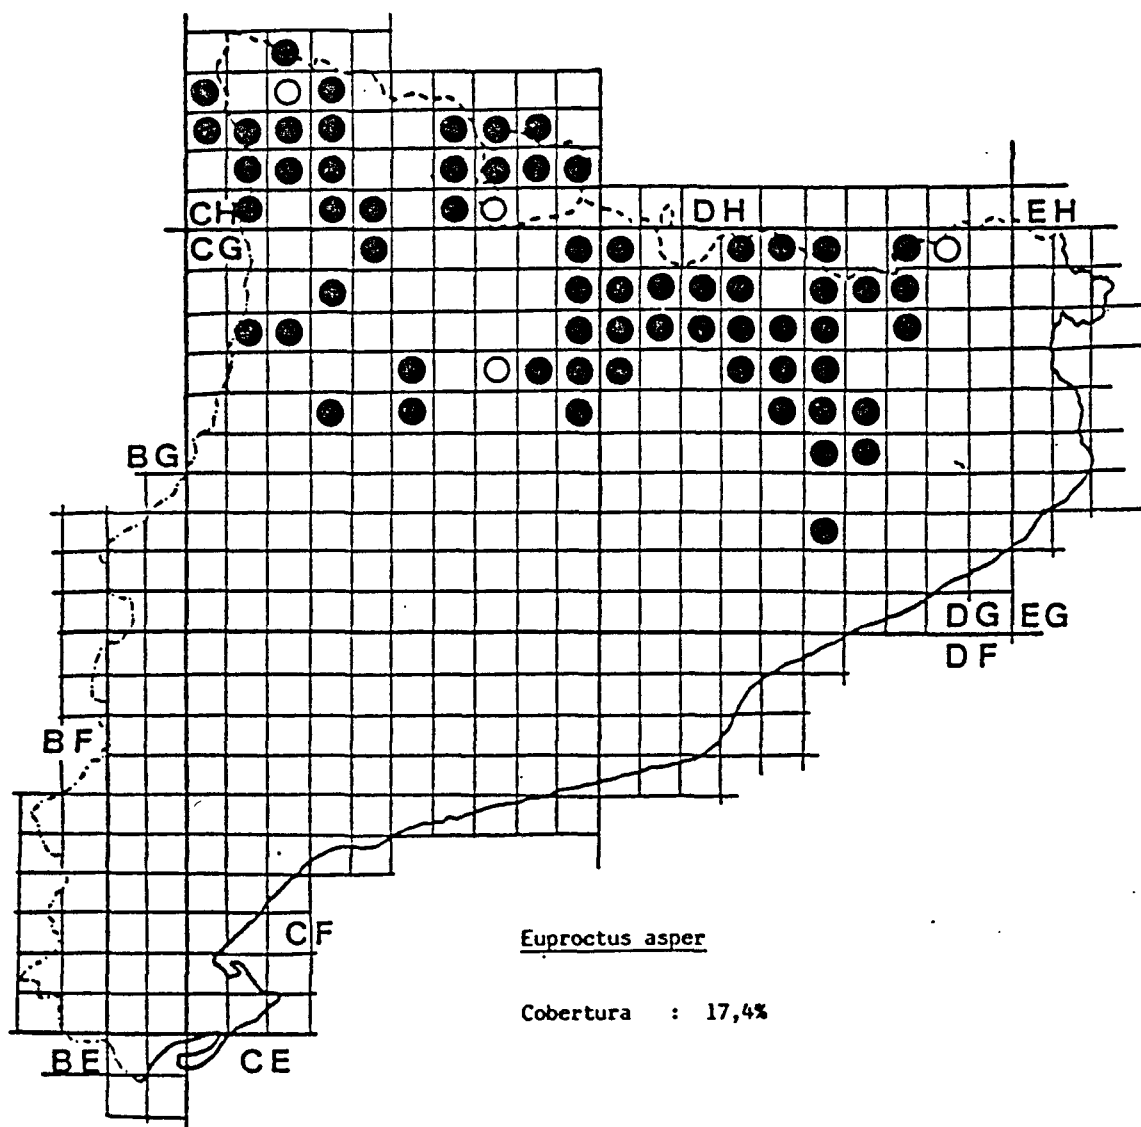 CH DH EH
CG
BG
DG EG
DF
BF
CF
Euproctus asper
Cobertura : 17,4%
BE CE